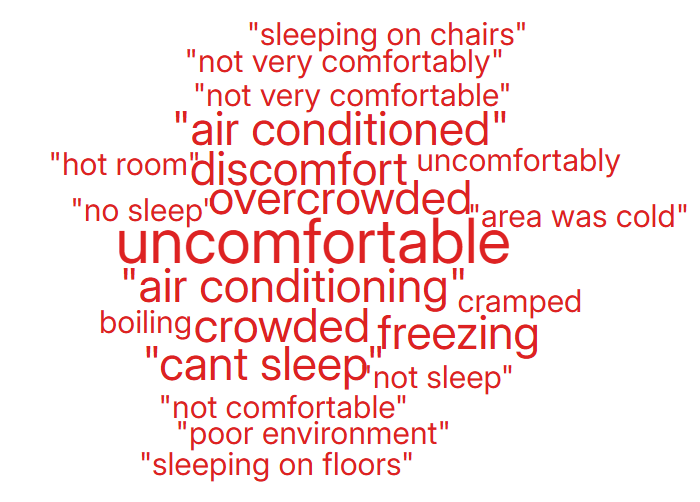 "sleeping on chairs"
"not very comfortably"
"not very comfortable"
"air conditioned"
"hot room" discomfort uncomfortably
"no sleep" overcrowded "area was cold"
uncomfortable
"air conditioning" cramped
boiling crowded freezing
"cant sleep" "not sleep"
"not comfortable"
"poor environment"
"sleeping on floors"